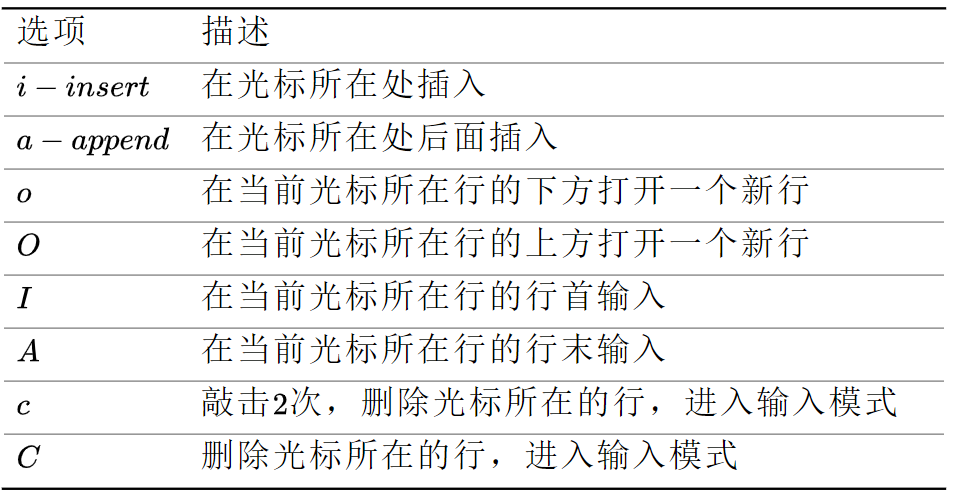 选项 描述
i − insert 在光标所在处插入
a − append 在光标所在处后面插入
o 在当前光标所在行的下方打开一个新行
O 在当前光标所在行的上方打开一个新行
I 在当前光标所在行的行首输入
A 在当前光标所在行的行末输入
c 敲击2次，删除光标所在的行，进入输入模式
C 删除光标所在的行，进入输入模式